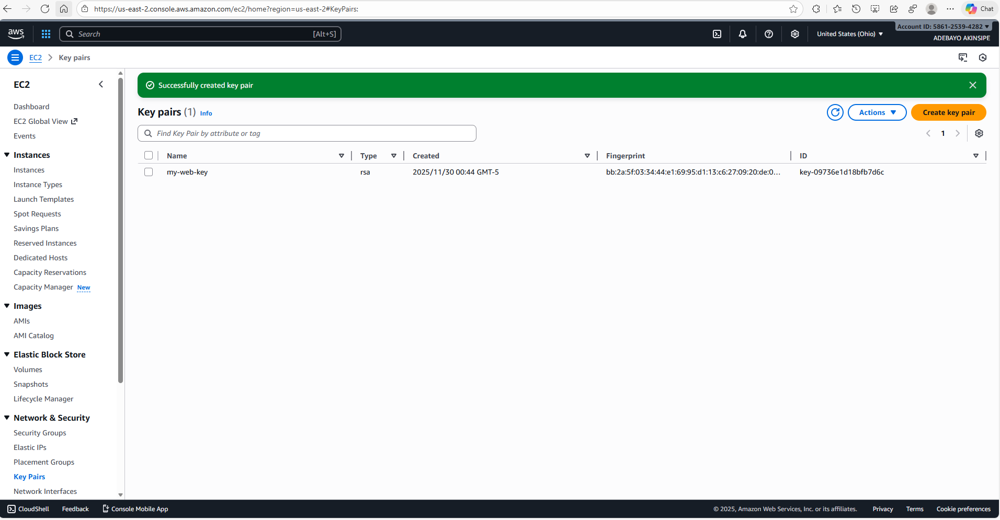 https://us-east-2.console.aws.amazon.com/ec2/home?region=us-east-2#KeyPairs:
Chat
aws
Search
[Alt+S]
United States (Ohio)
Account ID: 5861-2539-4282
ADEBAYO AKINSIPE
EC2
Key pairs
EC2
Dashboard
EC2 Global View
Events
Instances
Instances
Instance Types
Launch Templates
Spot Requests
Savings Plans
Reserved Instances
Dedicated Hosts
Capacity Reservations
Capacity Manager New
Images
AMIs
AMI Catalog
Elastic Block Store
Volumes
Snapshots
Lifecycle Manager
Network & Security
Security Groups
Elastic IPs
Placement Groups
Key Pairs
Network Interfaces
Successfully created key pair
Key pairs (1) Info
Actions
Create key pair
Find Key Pair by attribute or tag
1
Name Type Created Fingerprint ID
my-web-key rsa 2025/11/30 00:44 GMT-5 bb:2a:5f:03:34:44:e1:69:95:d1:13:c6:27:09:20:de:0... key-09736e1d18bfb7d6c
CloudShell Feedback Console Mobile App
© 2025, Amazon Web Services, Inc. or its affiliates. Privacy Terms Cookie preferences